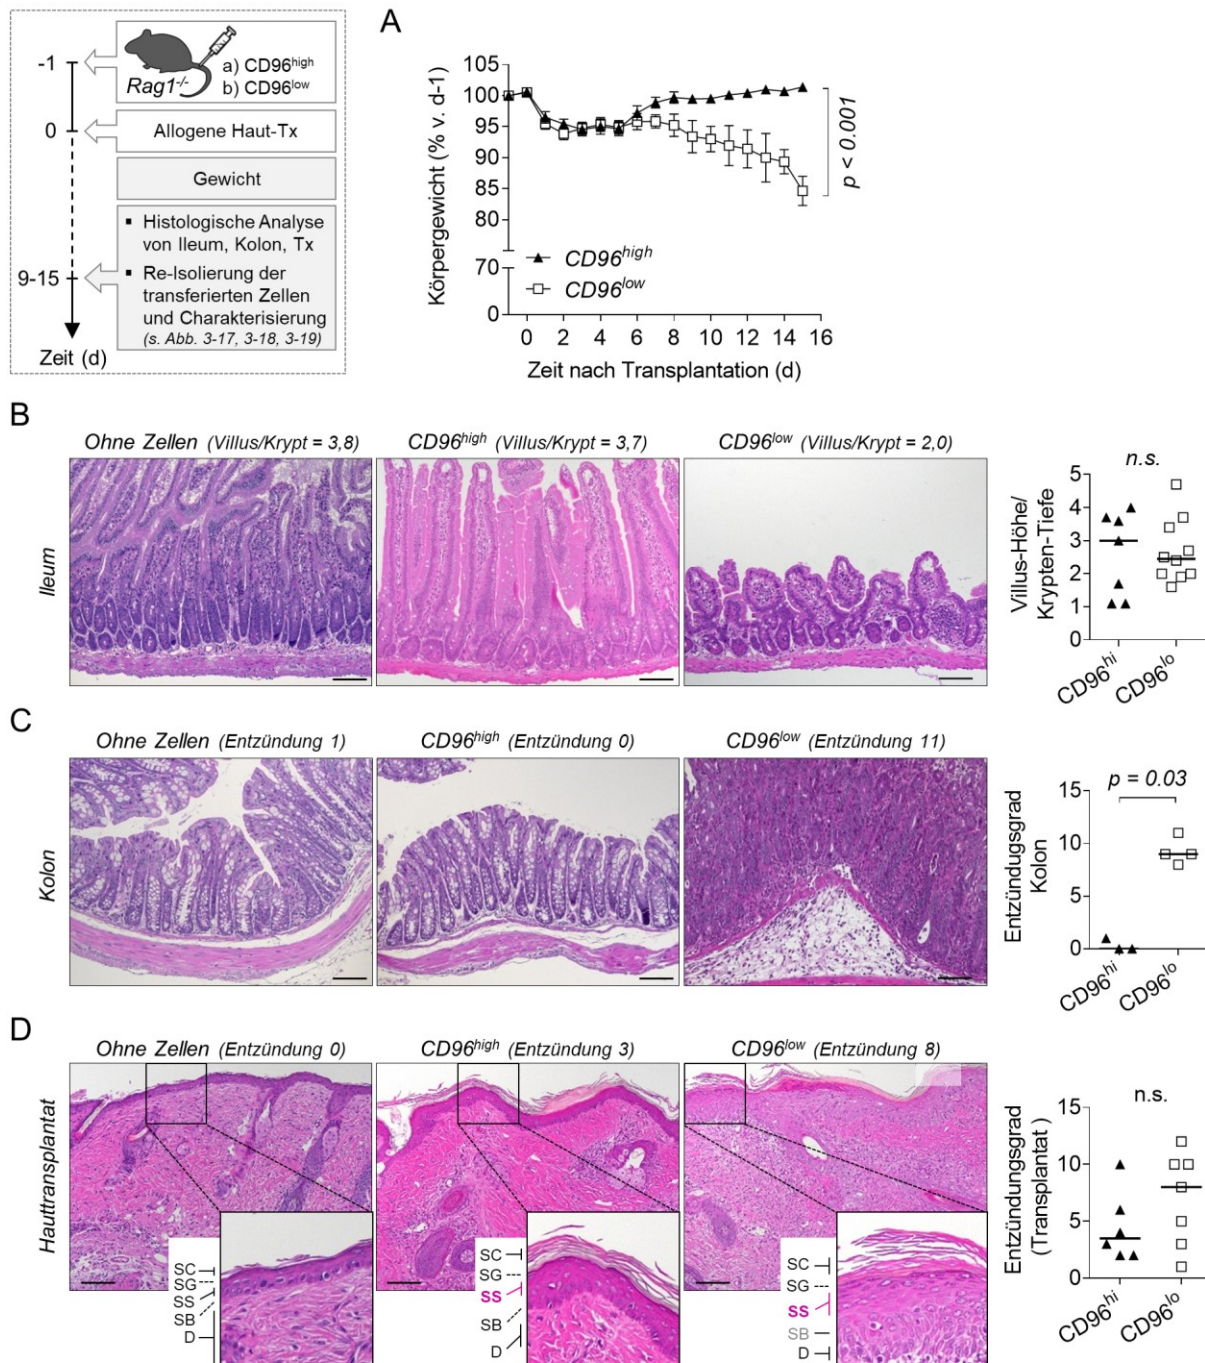 -1
Rag1-/-
a) CD96high
b) CD96low
0
Allogene Haut-Tx
Gewicht
▪ Histologische Analyse
von Ileum, Kolon, Tx
9-15
▪ Re-Isolierung der
transferierten Zellen
und Charakterisierung
(s. Abb. 3-17, 3-18, 3-19)
Zeit (d)
A
Körpergewicht (% v. d-1)
105
100
95
90
85
80
70
0
CD96high
CD96low
p < 0.001
0 2 4 6 8 10 12 14 16
Zeit nach Transplantation (d)
B
Ileum
Ohne Zellen (Villus/Krypt = 3,8)
CD96high (Villus/Krypt = 3,7)
CD96low (Villus/Krypt = 2,0)
n.s.
Villus-Höhe/
Krypten-Tiefe
5
4
3
2
1
0
CD96hi
CD96lo
C
Kolon
Ohne Zellen (Entzündung 1)
CD96high (Entzündung 0)
CD96low (Entzündung 11)
p = 0.03
Entzündugsgrad
Kolon
15
10
5
0
CD96hi
CD96lo
D
Hauttransplantat
Ohne Zellen (Entzündung 0)
CD96high (Entzündung 3)
CD96low (Entzündung 8)
SC
SG
SS
SB
D
SC
SG
SS
SB
D
SC
SG
SS
SB
D
n.s.
Entzündungsgrad
(Transplantat )
15
10
5
0
CD96hi
CD96lo